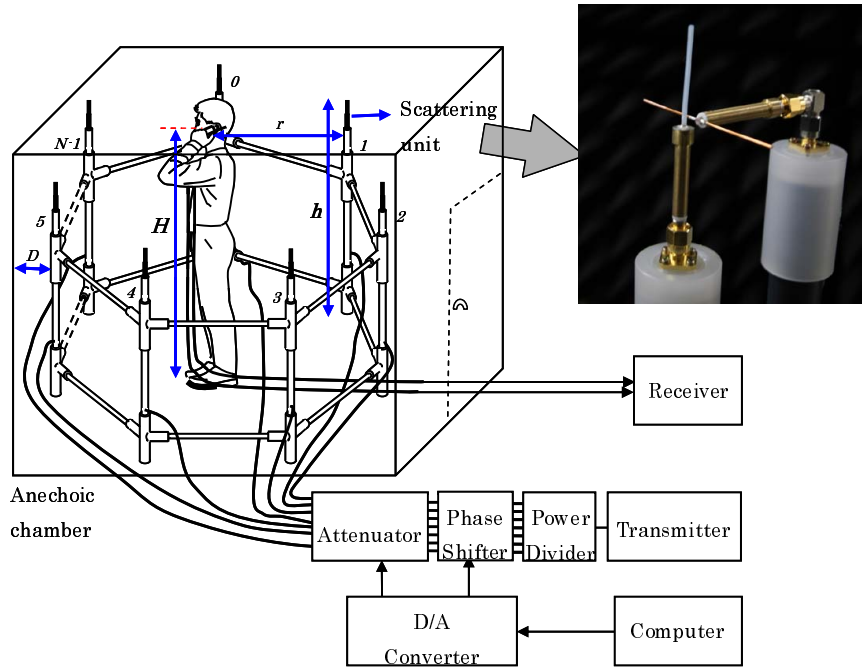 0
Scattering
unit
r
N-1
1
h
H
2
5
D
4
3
Receiver
Anechoic
chamber
Attenuator
Phase
Shifter
Power
Divider
Transmitter
D/A
Converter
Computer